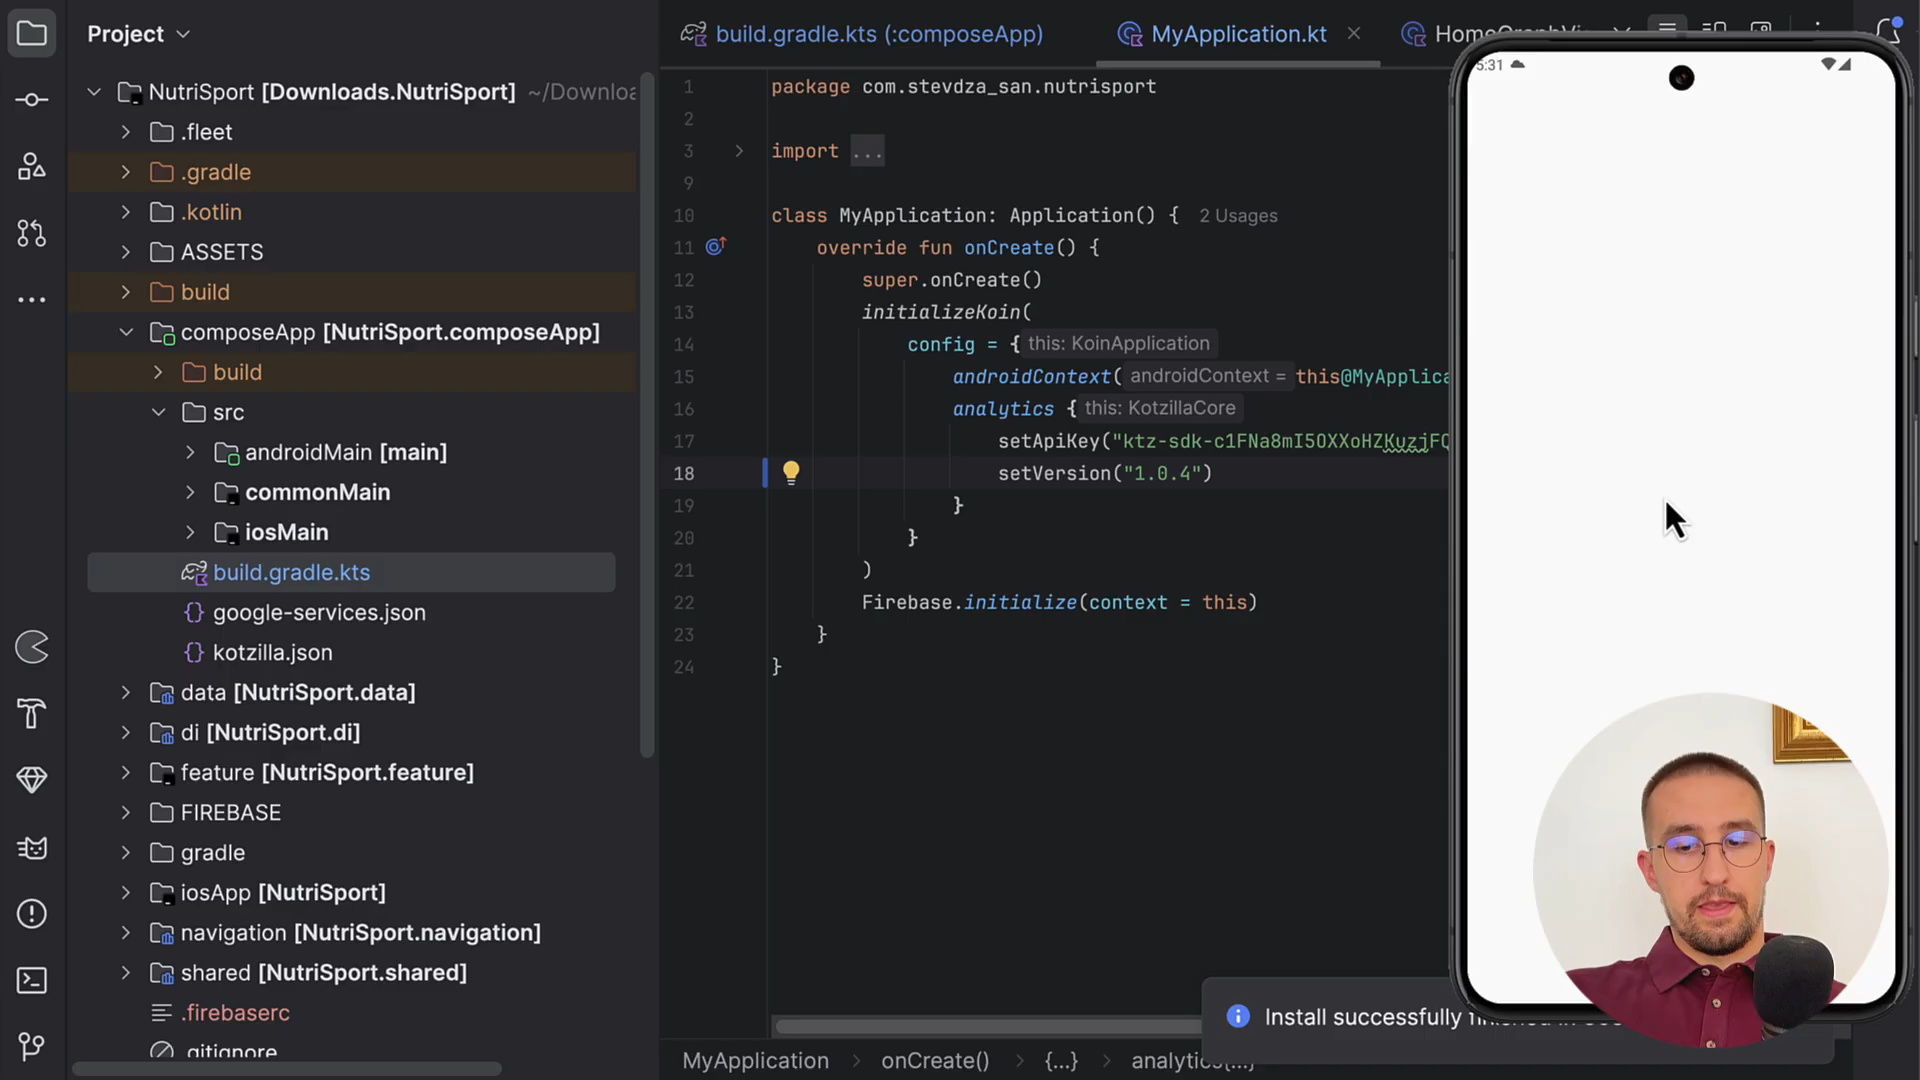 Project
NutriSport [Downloads.NutriSport]
.fleet
.gradle
.kotlin
ASSETS
build
composeApp [NutriSport.composeApp]
build
src
androidMain [main]
commonMain
iosMain
build.gradle.kts
google-services.json
kotzilla.json
data [NutriSport.data]
di [NutriSport.di]
feature [NutriSport.feature]
FIREBASE
gradle
iosApp [NutriSport]
navigation [NutriSport.navigation]
shared [NutriSport.shared]
.firebaserc
.gitignore
build.gradle.kts (:composeApp) MyApplication.kt
1 package com.stevdza_san.nutrisport
2
3 import ...
9
10 class MyApplication: Application() { 2 Usages
11 override fun onCreate() {
12 super.onCreate()
13 initializeKoin(
14 config = { this: KoinApplication
15 androidContext( androidContext = this@MyApplica
16 analytics { this: KotzillaCore
17 setApiKey("ktz-sdk-c1FNa8mI5OXXoHZKuzjFQ
18 setVersion("1.0.4")
19 }
20 }
21 )
22 Firebase.initialize(context = this)
23 }
24 }
5:31
Install successfully finished in
MyApplication > onCreate() > {...} > analytics{...}